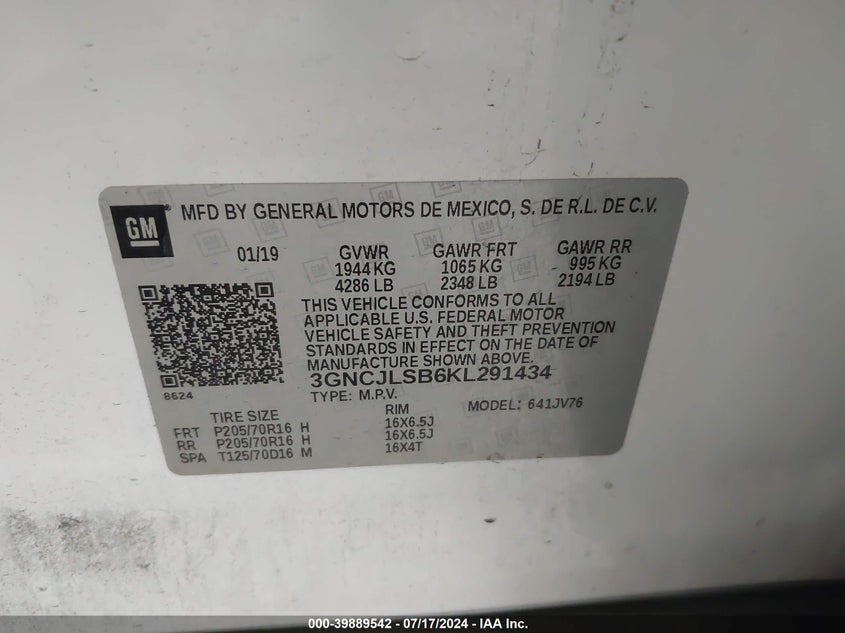 GM
MFD BY GENERAL MOTORS DE MEXICO, S. DE R.L. DE C.V.
01/19 GVWR GAWR FRT GAWR RR
1944 KG 1065 KG 995 KG
4286 LB 2348 LB 2194 LB
THIS VEHICLE CONFORMS TO ALL
APPLICABLE U.S. FEDERAL MOTOR
VEHICLE SAFETY AND THEFT PREVENTION
STANDARDS IN EFFECT ON THE DATE OF
MANUFACTURE SHOWN ABOVE.
3GNCJLSB6KL291434
8624
TYPE: M.P.V. MODEL: 641JV76
TIRE SIZE RIM
FRT P205/70R16 H 16X6.5J
RR P205/70R16 H 16X6.5J
SPA T125/70D16 M 16X4T
000-39889542 / 07/17/2024 - IAA Inc.